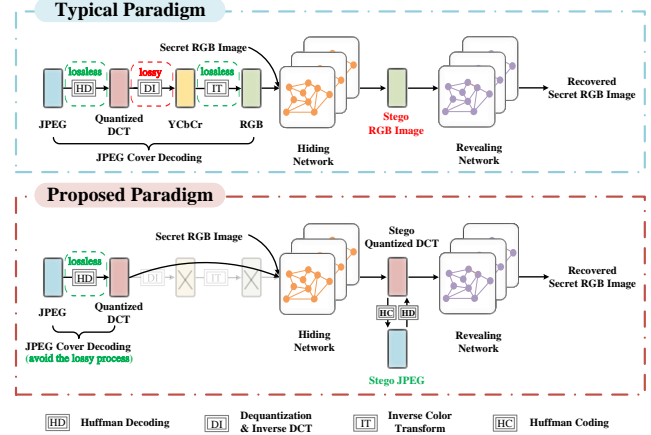 Typical Paradigm
Secret RGB Image
lossless
lossy
lossless
HD
DI
IT
JPEG
Quantized
DCT
YCbCr
RGB
JPEG Cover Decoding
Hiding
Network
Stego
RGB Image
Revealing
Network
Recovered
Secret RGB Image
Proposed Paradigm
Secret RGB Image
lossless
HD
DI
IT
JPEG
Quantized
DCT
JPEG Cover Decoding
(avoid the lossy process)
Hiding
Network
Stego
Quantized DCT
HC
HD
Stego JPEG
Revealing
Network
Recovered
Secret RGB Image
HD
Huffman Decoding
DI
Dequantization
& Inverse DCT
IT
Inverse Color
Transform
HC
Huffman Coding